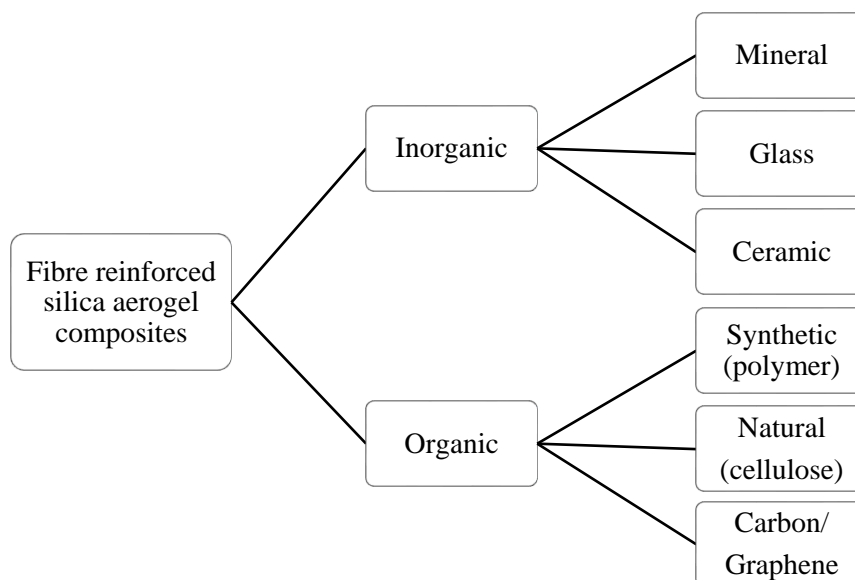 Fibre reinforced
silica aerogel
composites
Inorganic
Mineral
Glass
Ceramic
Organic
Synthetic
(polymer)
Natural
(cellulose)
Carbon/
Graphene